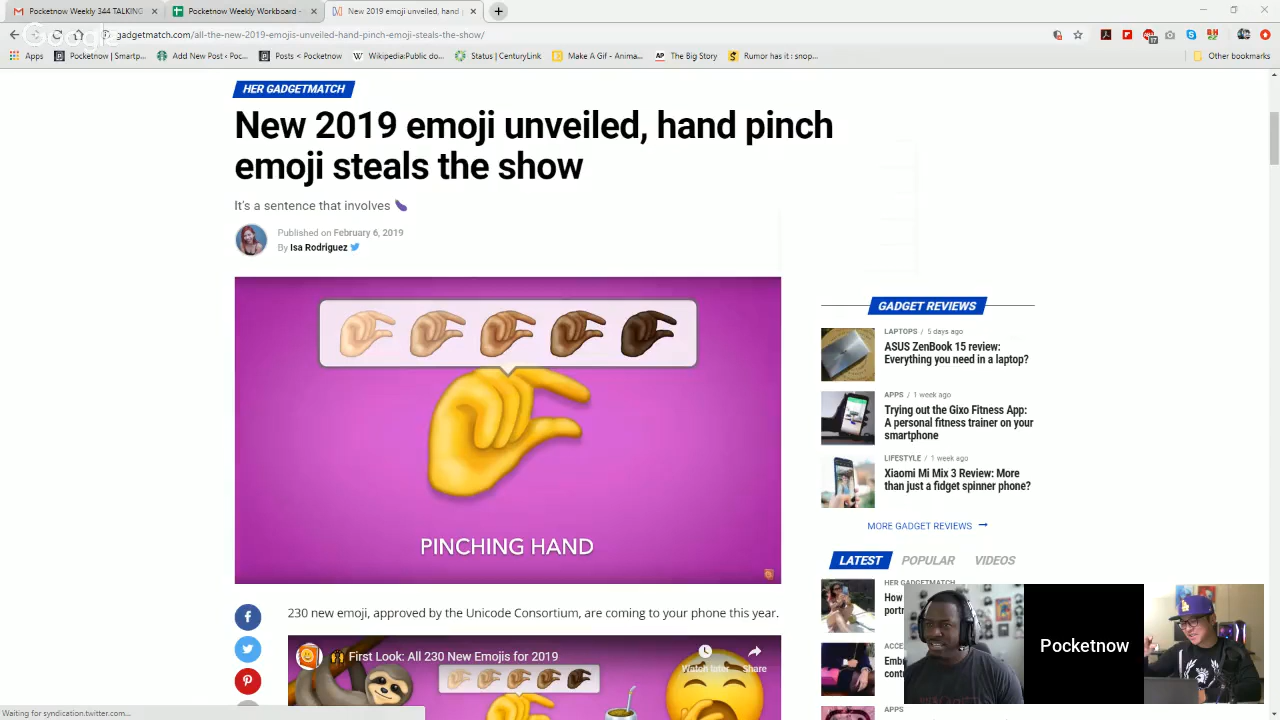 Pocketnow Weekly 344 TALKING
Pocketnow Weekly
New 2019 emoji unveiled, hand
Google
gadgetmatch.com/all-the-new-2019-emojis-unveiled-hand-pinch-emoji-steals-the-show/
Apps
Pocketnow | Smartp...
Add New Post ‹ Poc
Posts ‹ Pocketnow
Wikipedia:Public do...
Status | CenturyLink
Make A Gif - Anima...
The Big Story
Rumor has it : snop...
Other bookmarks
HER GADGETMATCH
New 2019 emoji unveiled, hand pinch
emoji steals the show
It's a sentence that involves
Published on February 6, 2019
By Isa Rodriguez
PINCHING HAND
230 new emoji, approved by the Unicode Consortium, are coming to your phone this year.
First Look: All 230 New Emojis for 2019
Watch later
Share
GADGET REVIEWS
LAPTOPS / 5 days ago
ASUS ZenBook 15 review:
Everything you need in a laptop?
APPS / 1 week ago
Trying out the Gixo Fitness App:
A personal fitness trainer on your
smartphone
LIFESTYLE / 1 week ago
Xiaomi Mi Mix 3 Review: More
than just a fidget spinner phone?
MORE GADGET REVIEWS
LATEST POPULAR VIDEOS
HER GADGETMATCH
How
APPS
Pocketnow
Waiting for syndication.twitter.com...